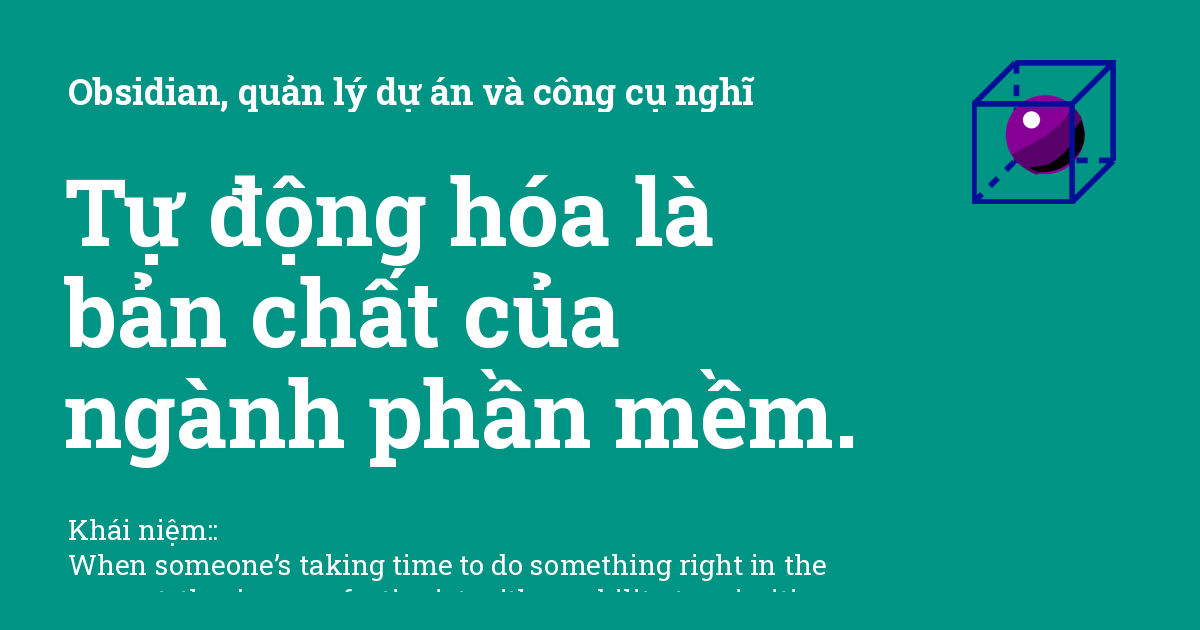 Obsidian, quản lý dự án và công cụ nghĩ
Tự động hóa là
bản chất của
ngành phần mềm.
Khái niệm::
When someone’s taking time to do something right in the